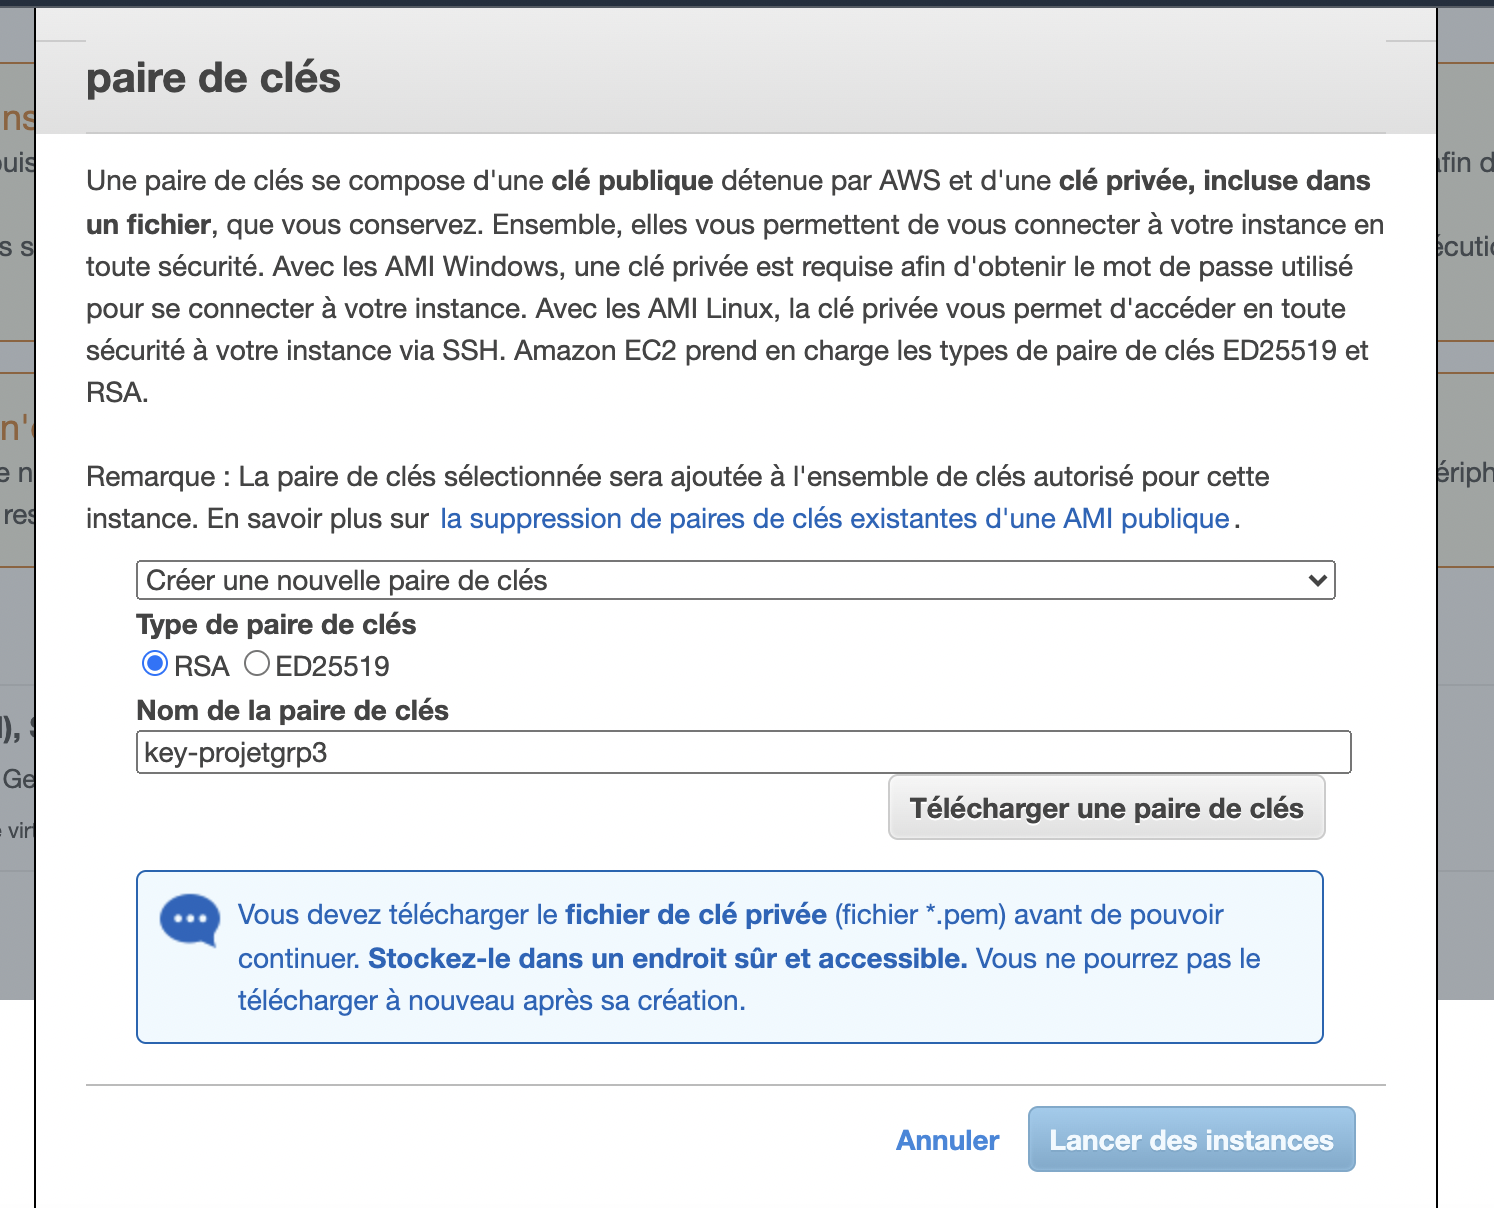 paire de clés
Une paire de clés se compose d'une clé publique détenue par AWS et d'une clé privée, incluse dans
un fichier, que vous conservez. Ensemble, elles vous permettent de vous connecter à votre instance en
toute sécurité. Avec les AMI Windows, une clé privée est requise afin d'obtenir le mot de passe utilisé
pour se connecter à votre instance. Avec les AMI Linux, la clé privée vous permet d'accéder en toute
sécurité à votre instance via SSH. Amazon EC2 prend en charge les types de paire de clés ED25519 et
RSA.
Remarque : La paire de clés sélectionnée sera ajoutée à l'ensemble de clés autorisé pour cette
instance. En savoir plus sur la suppression de paires de clés existantes d'une AMI publique.
Créer une nouvelle paire de clés
Type de paire de clés
RSA ED25519
Nom de la paire de clés
key-projetgrp3
Télécharger une paire de clés
Vous devez télécharger le fichier de clé privée (fichier *.pem) avant de pouvoir
continuer. Stockez-le dans un endroit sûr et accessible. Vous ne pourrez pas le
télécharger à nouveau après sa création.
Annuler
Lancer des instances